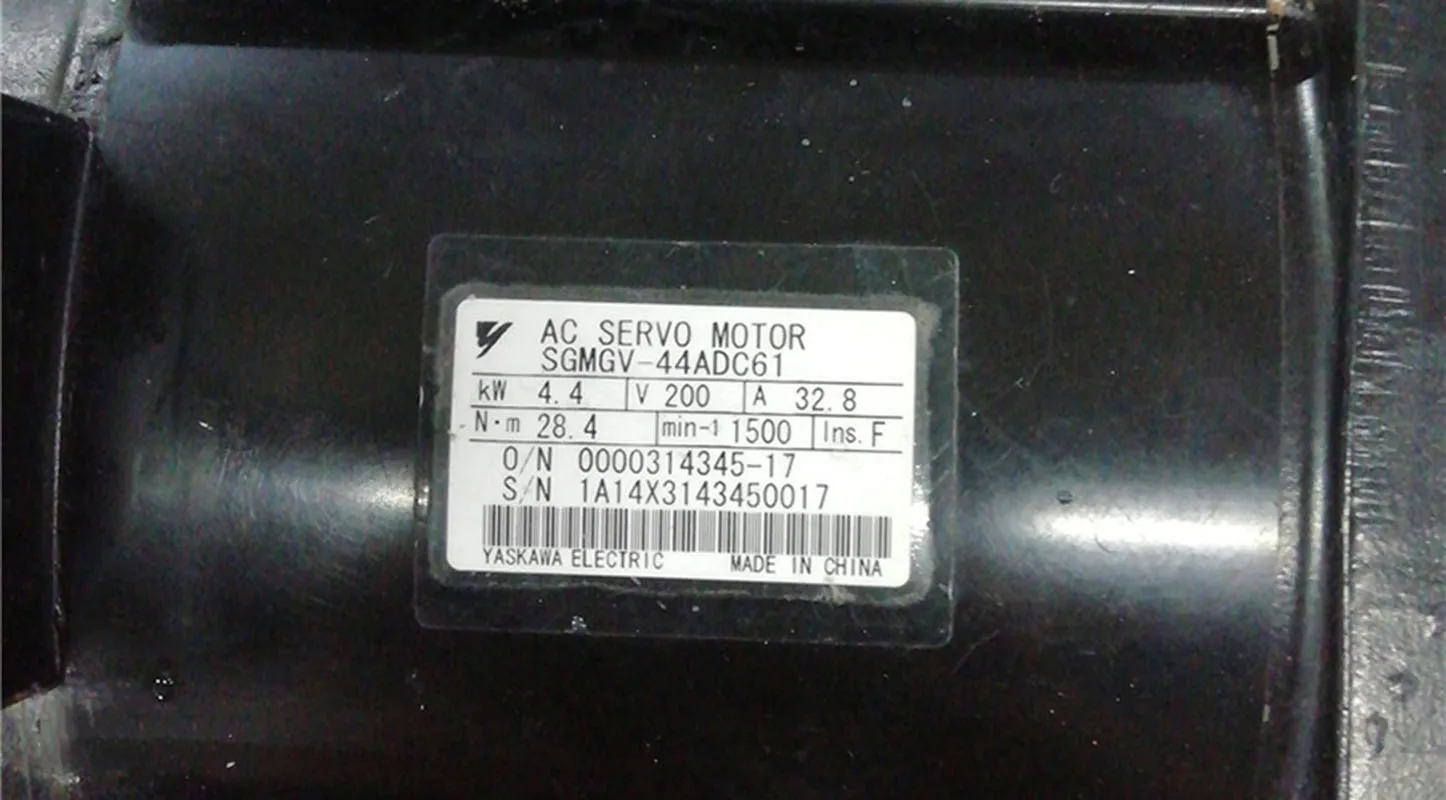 AC SERVO MOTOR
SGMGV-44ADC61
kW 4.4 V 200 A 32.8
N·m 28.4 min-1 1500 Ins. F
O/N 0000314345-17
S/N 1A14X3143450017
YASKAWA ELECTRIC MADE IN CHINA